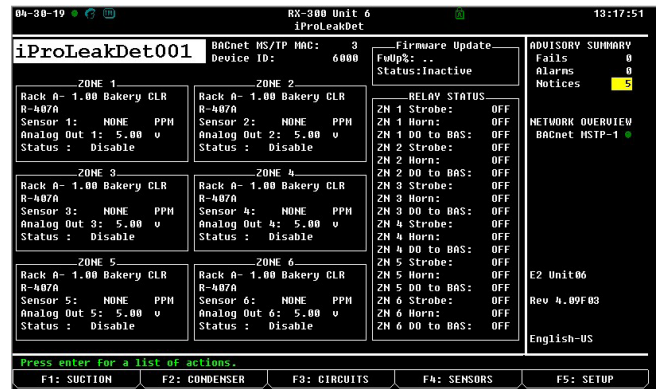 04-30-19 RX-300 Unit 6 13:17:51
iProLeakDet
iProLeakDet001
BACnet MS/TP MAC: 3
Device ID: 6000
Firmware Update
FwUp%: ..
Status:Inactive
ADVISORY SUMMARY
Fails 0
Alarms 0
Notices 5
NETWORK OVERVIEW
BACnet MSTP-1
E2 Unit06
Rev 4.09F03
English-US
ZONE 1
Rack A- 1.00 Bakery CLR
R-407A
Sensor 1: NONE PPM
Analog Out 1: 5.00 v
Status : Disable
ZONE 2
Rack A- 1.00 Bakery CLR
R-407A
Sensor 2: NONE PPM
Analog Out 2: 5.00 v
Status : Disable
ZONE 3
Rack A- 1.00 Bakery CLR
R-407A
Sensor 3: NONE PPM
Analog Out 3: 5.00 v
Status : Disable
ZONE 4
Rack A- 1.00 Bakery CLR
R-407A
Sensor 4: NONE PPM
Analog Out 4: 5.00 v
Status : Disable
ZONE 5
Rack A- 1.00 Bakery CLR
R-407A
Sensor 5: NONE PPM
Analog Out 5: 5.00 v
Status : Disable
ZONE 6
Rack A- 1.00 Bakery CLR
R-407A
Sensor 6: NONE PPM
Analog Out 6: 5.00 v
Status : Disable
RELAY STATUS
ZN 1 Strobe: OFF
ZN 1 Horn: OFF
ZN 1 DO to BAS: OFF
ZN 2 Strobe: OFF
ZN 2 Horn: OFF
ZN 2 DO to BAS: OFF
ZN 3 Strobe: OFF
ZN 3 Horn: OFF
ZN 3 DO to BAS: OFF
ZN 4 Strobe: OFF
ZN 4 Horn: OFF
ZN 4 DO to BAS: OFF
ZN 5 Strobe: OFF
ZN 5 Horn: OFF
ZN 5 DO to BAS: OFF
ZN 6 Strobe: OFF
ZN 6 Horn: OFF
ZN 6 DO to BAS: OFF
Press enter for a list of actions.
F1: SUCTION F2: CONDENSER F3: CIRCUITS F4: SENSORS F5: SETUP